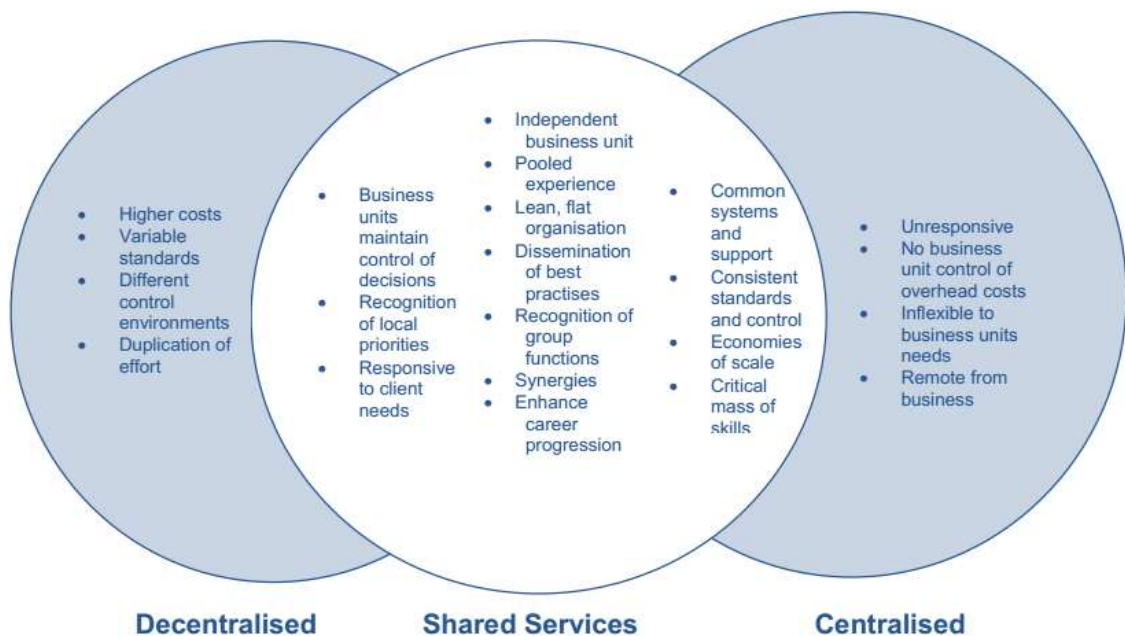 • Higher costs
• Variable
standards
• Different
control
environments
• Duplication of
effort
• Business
units
maintain
control of
decisions
• Recognition
of local
priorities
• Responsive
to client
needs
• Independent
business unit
• Pooled
experience
• Lean, flat
organisation
• Dissemination
of best
practises
• Recognition of
group
functions
• Synergies
• Enhance
career
progression
• Common
systems
and
support
• Consistent
standards
and control
• Economies
of scale
• Critical
mass of
skills
• Unresponsive
• No business
unit control of
overhead costs
• Inflexible to
business units
needs
• Remote from
business
Decentralised
Shared Services
Centralised